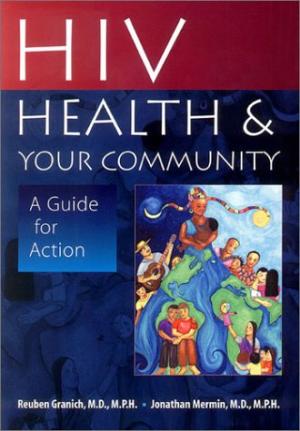 HIV
HEALTH &
YOUR COMMUNITY
A Guide
for
Action
Reuben Granich, M.D., M.P.H. • Jonathan Mermin, M.D., M.P.H.